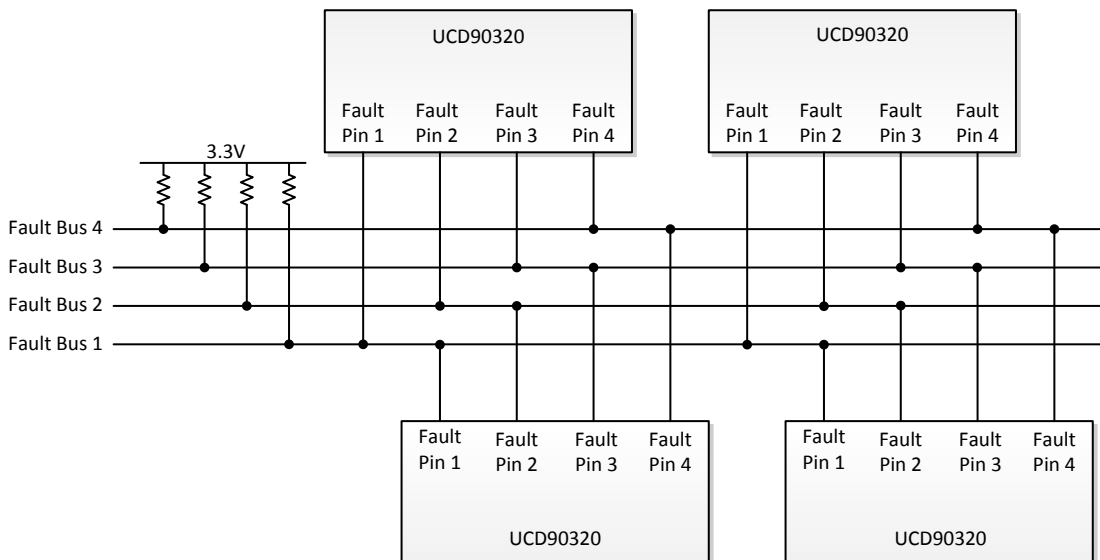 UCD90320
UCD90320
Fault Fault Fault Fault
Pin 1 Pin 2 Pin 3 Pin 4
Fault Fault Fault Fault
Pin 1 Pin 2 Pin 3 Pin 4
3.3V
Fault Bus 4
Fault Bus 3
Fault Bus 2
Fault Bus 1
Fault Fault Fault Fault
Pin 1 Pin 2 Pin 3 Pin 4
Fault Fault Fault Fault
Pin 1 Pin 2 Pin 3 Pin 4
UCD90320
UCD90320